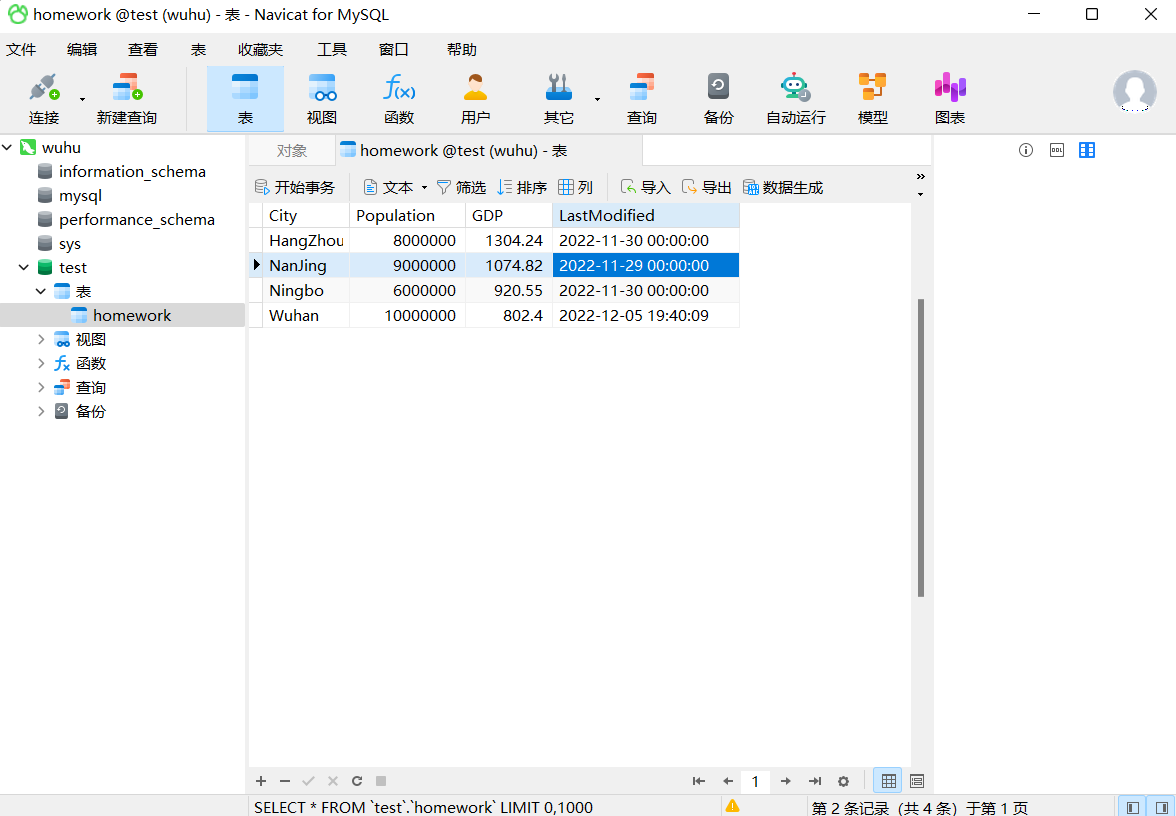 homework @test (wuhu) - 表 - Navicat for MySQL
文件 编辑 查看 表 收藏夹 工具 窗口 帮助
连接 新建查询 表 视图 函数 用户 其它 查询 备份 自动运行 模型 图表
wuhu
information_schema
mysql
performance_schema
sys
test
表
homework
视图
函数
查询
备份
对象 homework @test (wuhu) - 表
开始事务 文本 筛选 排序 列 导入 导出 数据生成
City Population GDP LastModified
HangZhou 8000000 1304.24 2022-11-30 00:00:00
NanJing 9000000 1074.82 2022-11-29 00:00:00
Ningbo 6000000 920.55 2022-11-30 00:00:00
Wuhan 10000000 802.4 2022-12-05 19:40:09
1
SELECT * FROM `test`.`homework` LIMIT 0,1000 第 2 条记录（共 4 条）于第 1 页